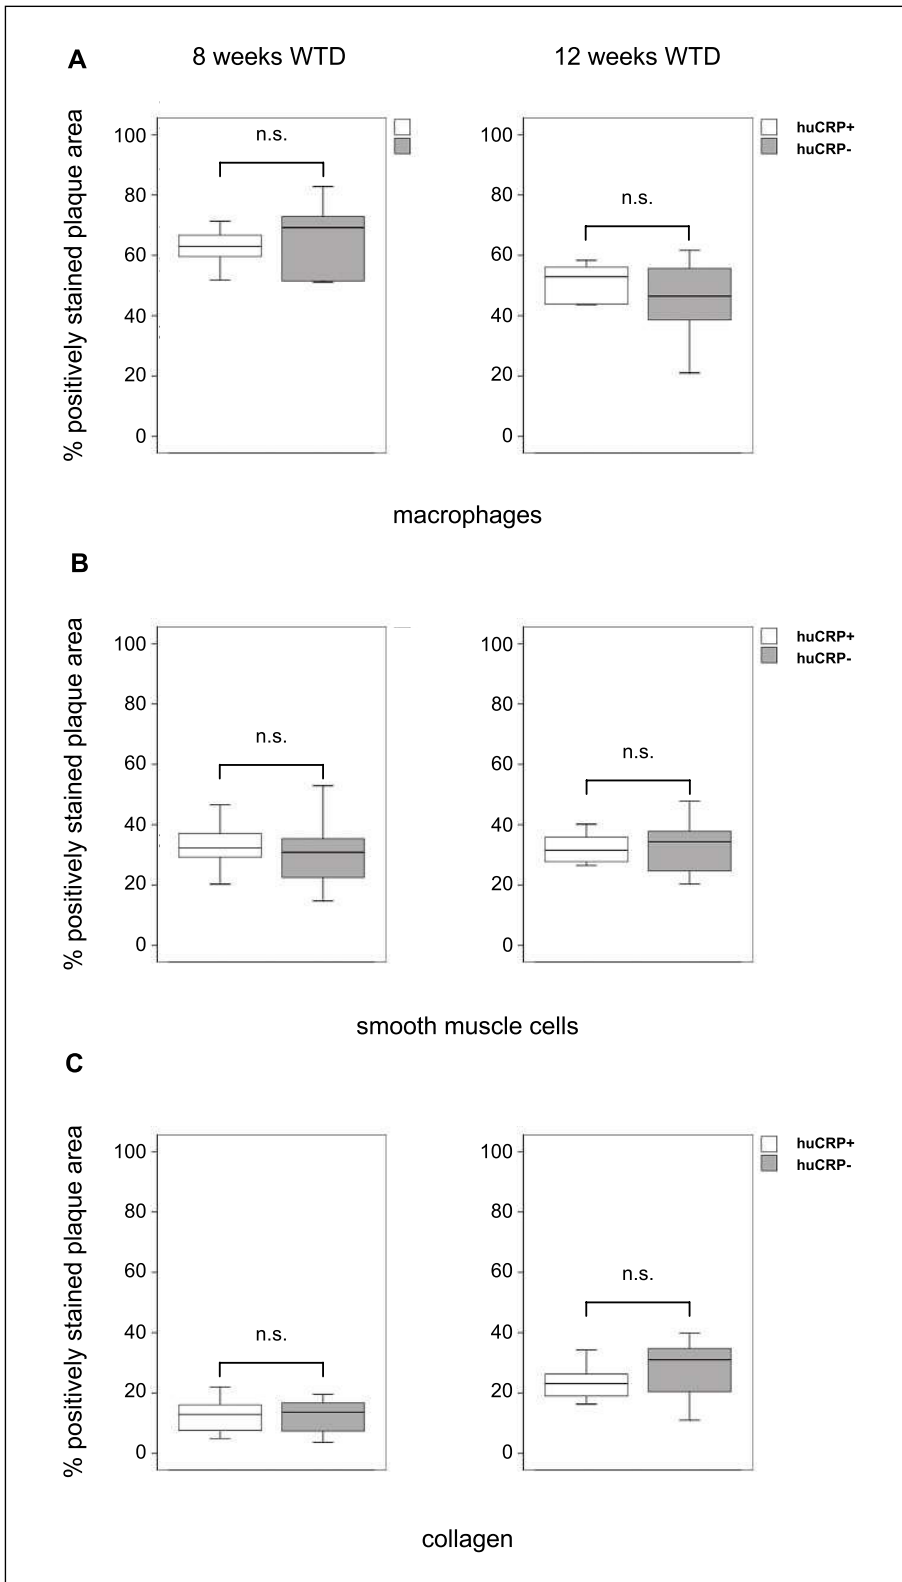 A
8 weeks WTD
12 weeks WTD
% positively stained plaque area
100
80
60
40
20
0
n.s.
100
80
60
40
20
0
n.s.
huCRP+
huCRP-
macrophages
B
% positively stained plaque area
100
80
60
40
20
0
n.s.
100
80
60
40
20
0
n.s.
huCRP+
huCRP-
smooth muscle cells
C
% positively stained plaque area
100
80
60
40
20
0
n.s.
100
80
60
40
20
0
n.s.
huCRP+
huCRP-
collagen